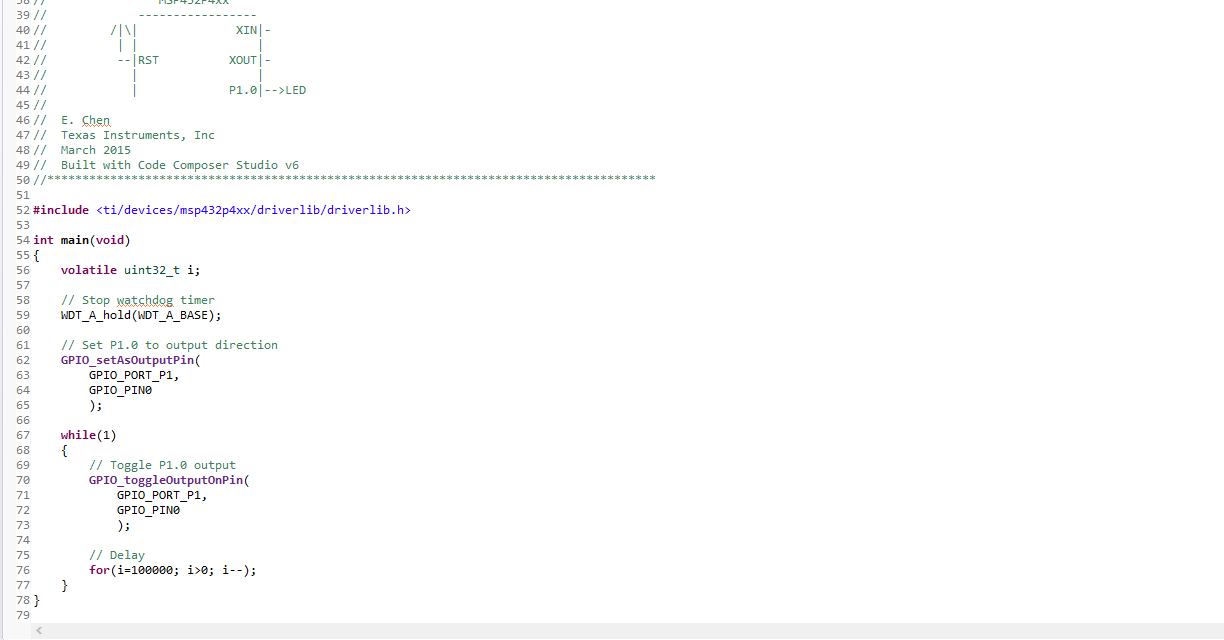 38 //                MSP432P4xx
39 //             -----------------
40 //         /|\|              XIN|-
41 //          | |                 |
42 //          --|RST          XOUT|-
43 //            |                 |
44 //            |             P1.0|-->LED
45 //
46 //  E. Chen
47 //  Texas Instruments, Inc
48 //  March 2015
49 //  Built with Code Composer Studio v6
50 //***************************************************************************************
51
52 #include <ti/devices/msp432p4xx/driverlib/driverlib.h>
53
54 int main(void)
55 {
56     volatile uint32_t i;
57
58     // Stop watchdog timer
59     WDT_A_hold(WDT_A_BASE);
60
61     // Set P1.0 to output direction
62     GPIO_setAsOutputPin(
63         GPIO_PORT_P1,
64         GPIO_PIN0
65         );
66
67     while(1)
68     {
69         // Toggle P1.0 output
70         GPIO_toggleOutputOnPin(
71             GPIO_PORT_P1,
72             GPIO_PIN0
73             );
74
75         // Delay
76         for(i=100000; i>0; i--);
77     }
78 }
79